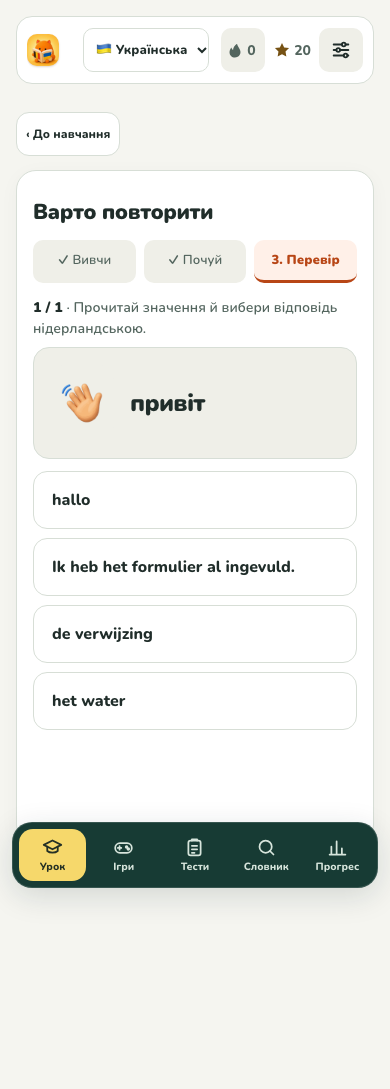 🇺🇦 Українська
0
20
‹ До навчання
Варто повторити
✓ Вивчи
✓ Почуй
3. Перевір
1 / 1 · Прочитай значення й вибери відповідь
нідерландською.
привіт
hallo
Ik heb het formulier al ingevuld.
de verwijzing
het water
Урок
Ігри
Тести
Словник
Прогрес